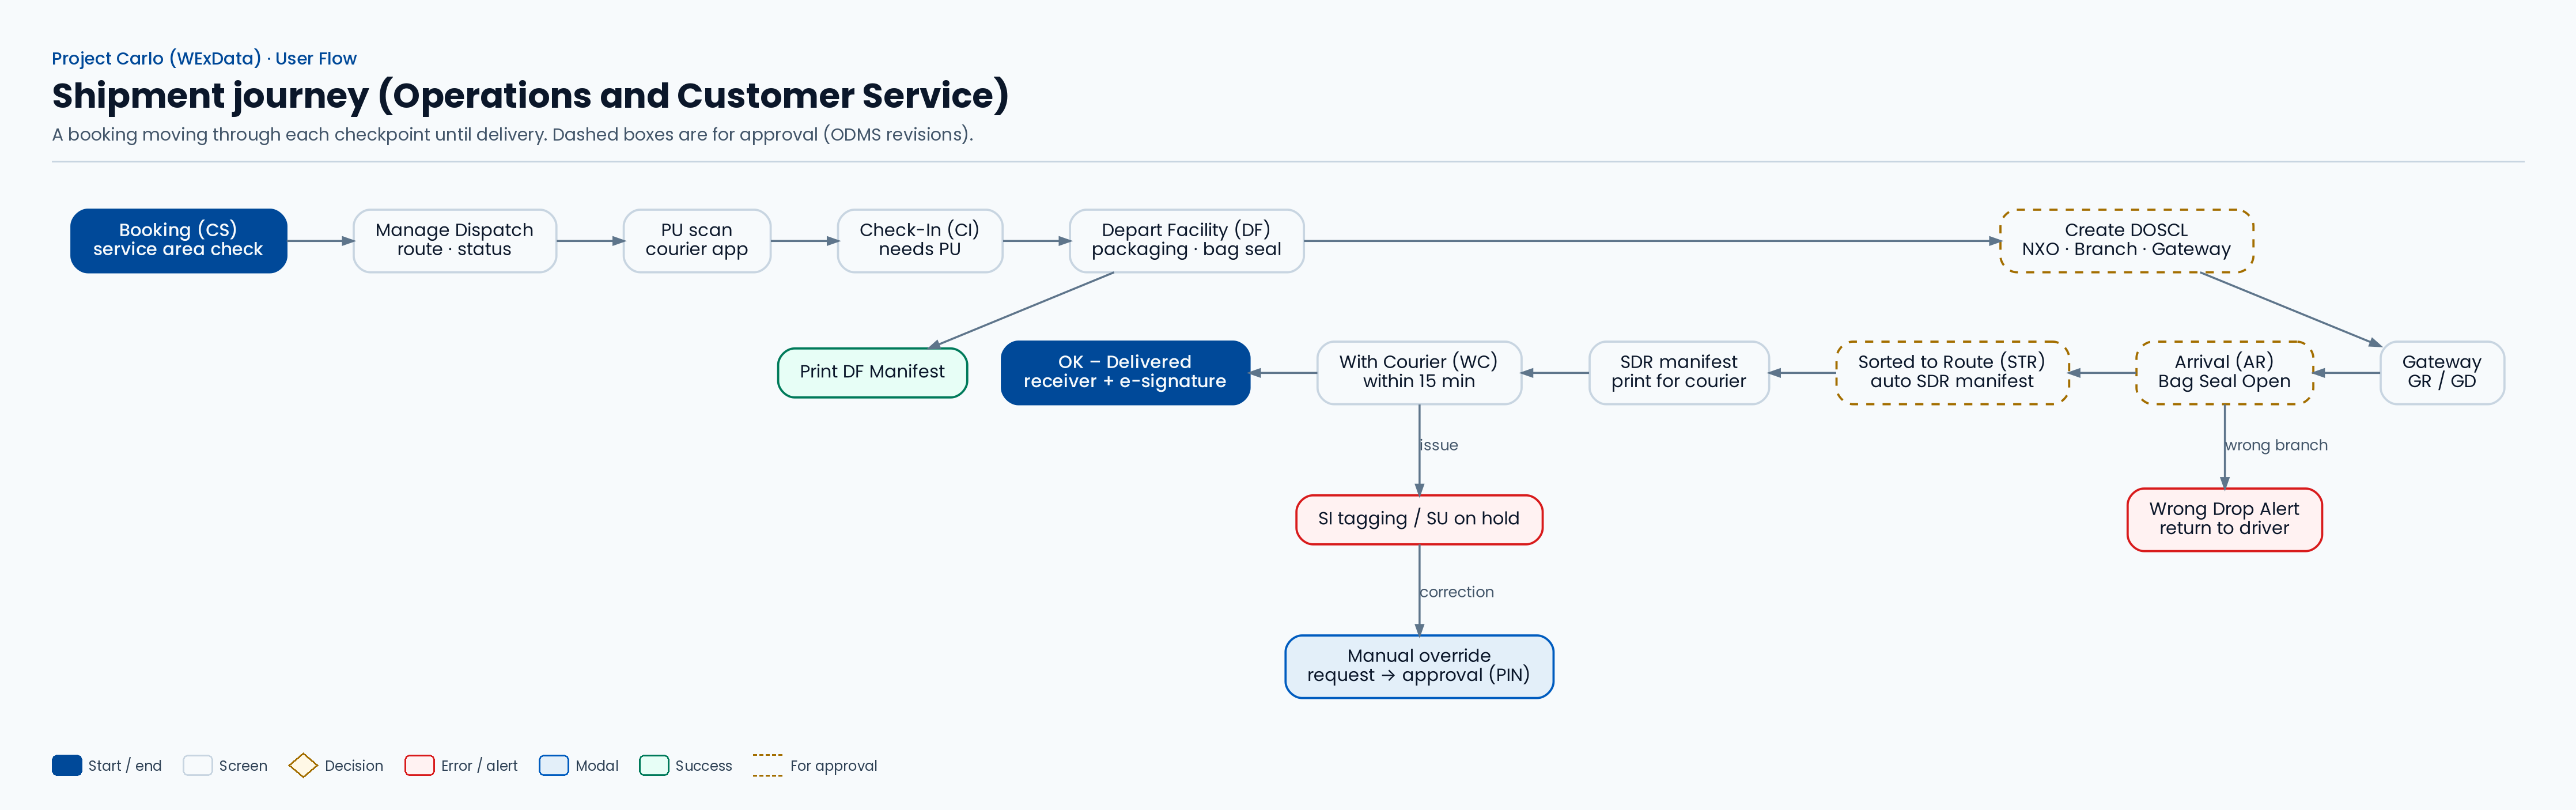 Project Carlo (WExData) · User Flow
Shipment journey (Operations and Customer Service)
A booking moving through each checkpoint until delivery. Dashed boxes are for approval (ODMS revisions).
Booking (CS)
service area check
Manage Dispatch
route · status
PU scan
courier app
Check-In (CI)
needs PU
Depart Facility (DF)
packaging · bag seal
Create DOSCL
NXO · Branch · Gateway
Print DF Manifest
OK – Delivered
receiver + e-signature
With Courier (WC)
within 15 min
SDR manifest
print for courier
Sorted to Route (STR)
auto SDR manifest
Arrival (AR)
Bag Seal Open
Gateway
GR / GD
issue
wrong branch
SI tagging / SU on hold
Wrong Drop Alert
return to driver
correction
Manual override
request → approval (PIN)
Start / end
Screen
Decision
Error / alert
Modal
Success
For approval